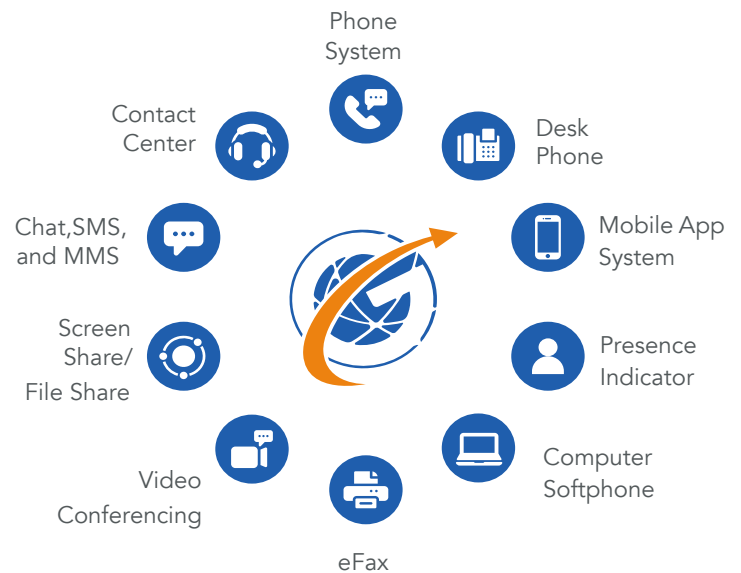 Phone
System
Desk
Phone
Mobile App
System
Presence
Indicator
Computer
Softphone
eFax
Video
Conferencing
Screen
Share/
File Share
Chat,SMS,
and MMS
Contact
Center